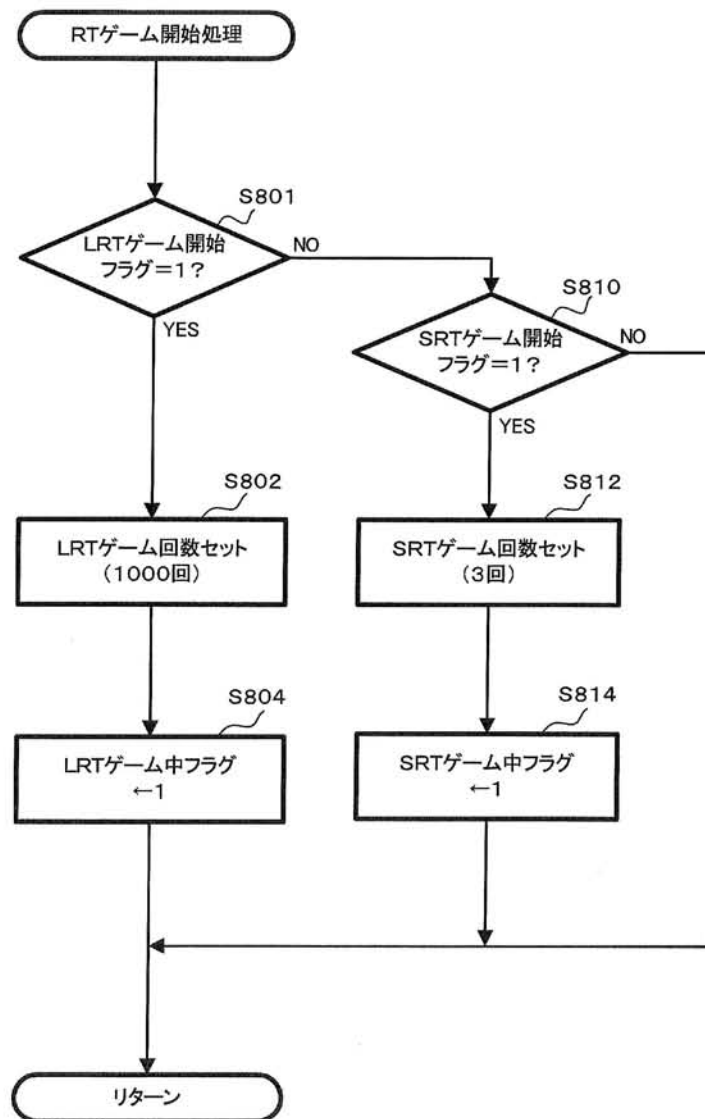 RTゲーム開始処理
S801
LRTゲーム開始
フラグ=1?
NO
YES
S810
SRTゲーム開始
フラグ=1?
NO
YES
S802
LRTゲーム回数セット
(1000回)
S812
SRTゲーム回数セット
(3回)
S804
LRTゲーム中フラグ
←1
S814
SRTゲーム中フラグ
←1
リターン